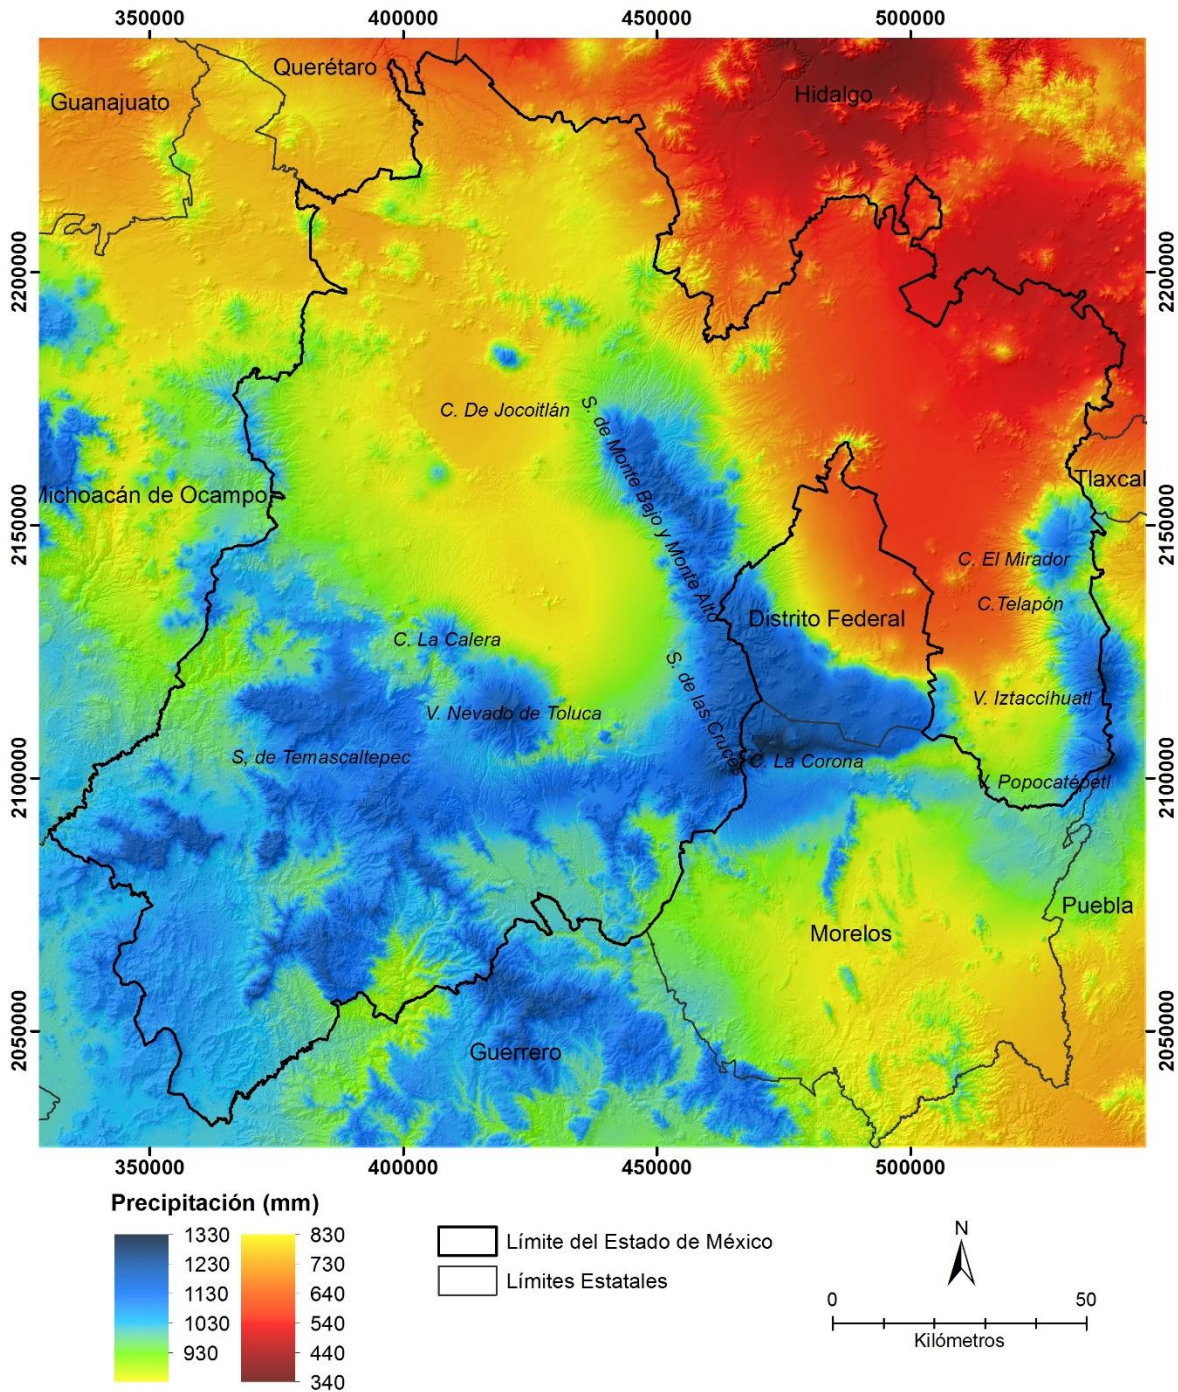 350000 400000 450000 500000
Querétaro
Guanajuato
Hidalgo
2200000 2200000
C. De Jocoitlán
S. de Monte Bajo y Monte Alto
Michoacán de Ocampo
Tlaxcal
2150000 2150000
C. El Mirador
C.Telapón
Distrito Federal
C. La Calera
S. de las Cruces
V. Iztaccíhuatl
V. Nevado de Toluca
S. de Temascaltepec
C. La Corona
2100000 2100000
V. Popocatépetl
Puebla
Morelos
2050000 2050000
Guerrero
350000 400000 450000 500000
Precipitación (mm)
1330 830
1230 730
1130 640
1030 540
930 440
340
Límite del Estado de México
Límites Estatales
N
0 50
Kilómetros